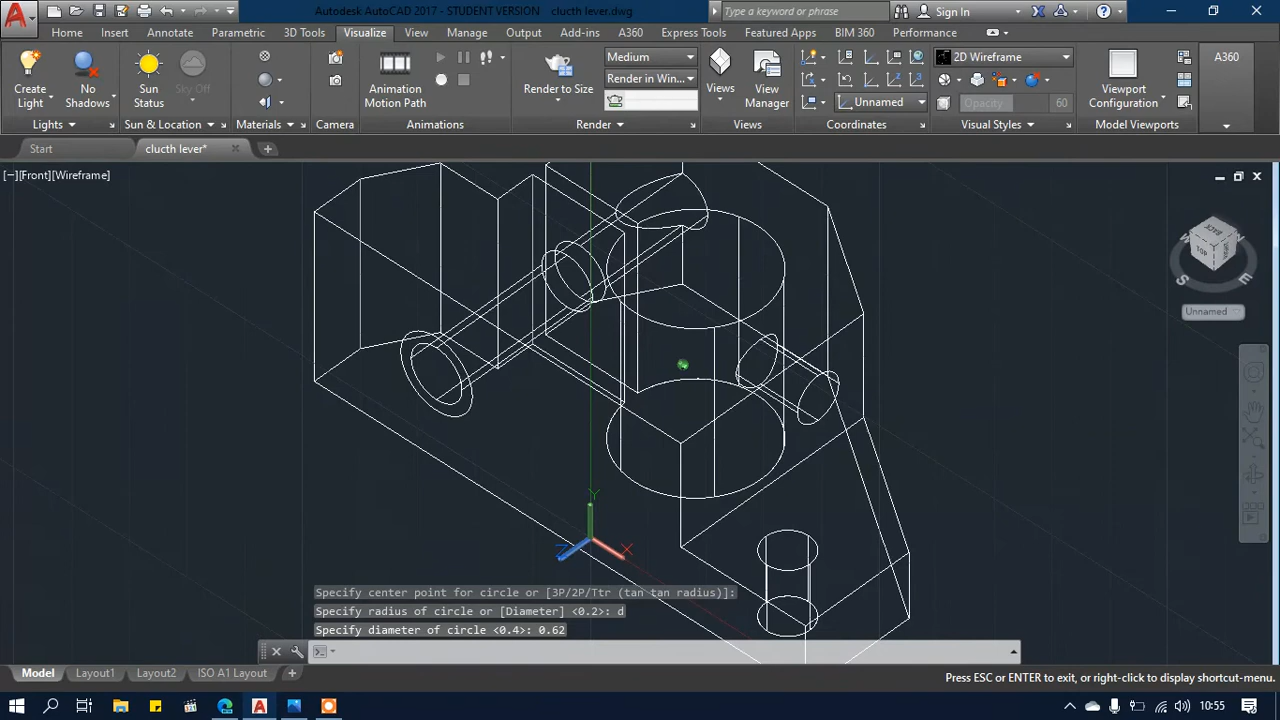 Autodesk AutoCAD 2017 - STUDENT VERSION clucth lever.dwg
Type a keyword or phrase
Sign In
Home Insert Annotate Parametric 3D Tools Visualize View Manage Output Add-ins A360 Express Tools Featured Apps BIM 360 Performance
Create Light
No Shadows
Sun Status
Sky Off
Animation Motion Path
Render to Size
Medium
Render in Win...
Views
View Manager
Unnamed
2D Wireframe
Opacity 60
Viewport Configuration
A360
Lights Sun & Location Materials Camera Animations Render Views Coordinates Visual Styles Model Viewports
Start clucth lever*
[−][Front][Wireframe]
W BACK N
TOP RIGHT
S E
Unnamed
Y
Z X
Specify center point for circle or [3P/2P/Ttr (tan tan radius)]:
Specify radius of circle or [Diameter] <0.2>: d
Specify diameter of circle <0.4>: 0.62
Model Layout1 Layout2 ISO A1 Layout
Press ESC or ENTER to exit, or right-click to display shortcut-menu.
10:55